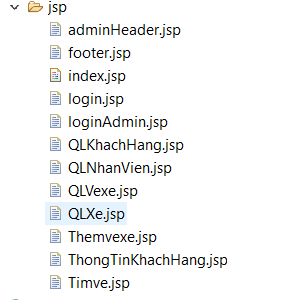 jsp
adminHeader.jsp
footer.jsp
index.jsp
login.jsp
loginAdmin.jsp
QLKhachHang.jsp
QLNhanVien.jsp
QLVexe.jsp
QLXe.jsp
Themvexe.jsp
ThongTinKhachHang.jsp
Timve.jsp